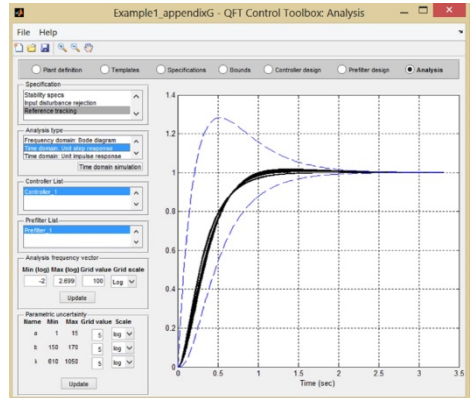 Example1_appendixG - QFT Control Toolbox: Analysis
File Help
Plant definition Templates Specifications Bounds Controller design Prefilter design Analysis
Specification
Stability specs
Input disturbance rejection
Reference tracking
Analysis type
Frequency domain: Bode diagram
Time domain: Unit step response
Time domain: Unit impulse response
Time domain simulation
Controller List
Controller_1
Prefilter List
Prefilter_1
Analysis frequency vector
Min (log) Max (log) Grid value Grid scale
-2 2.699 100 Log
Update
Parametric uncertainty
Name Min Max Grid value Scale
a 1 15 5 log
b 150 170 5 log
k 610 1050 5 log
Update
1.4
1.2
1
0.8
0.6
0.4
0.2
0
0 0.5 1 1.5 2 2.5 3 3.5
Time (sec)